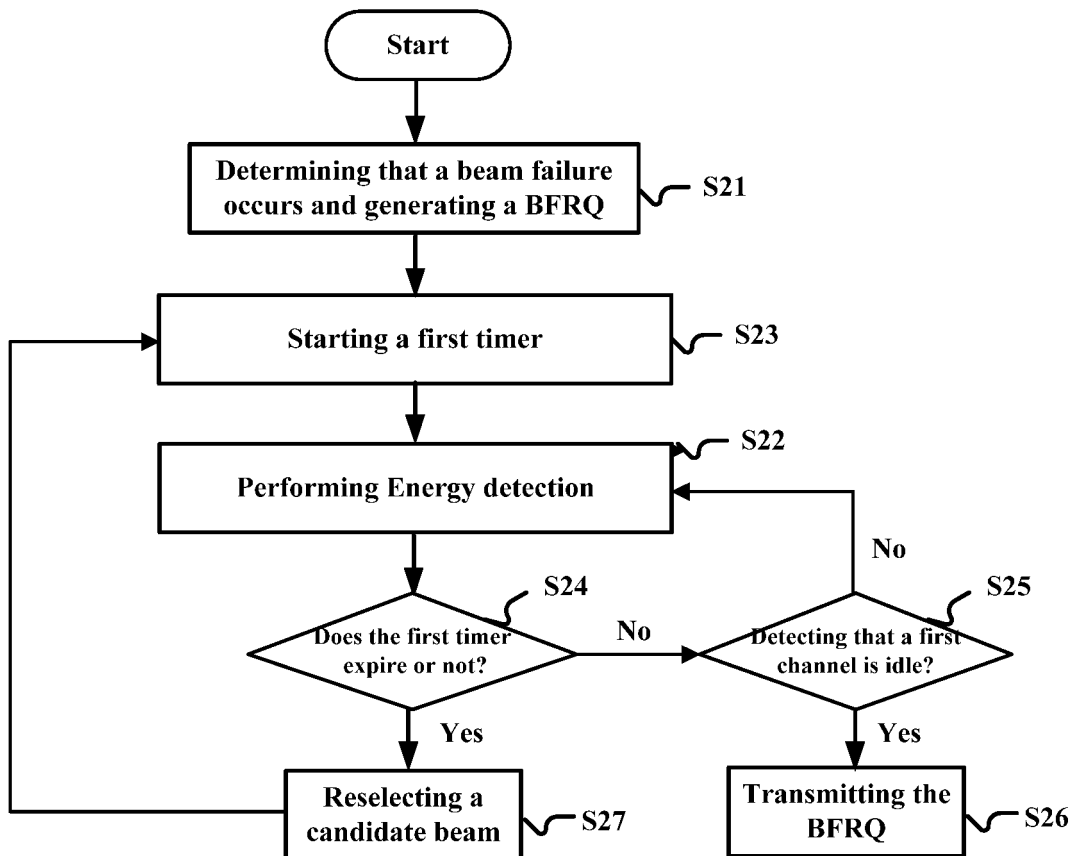 Start
Determining that a beam failure
occurs and generating a BFRQ
S21
Starting a first timer
S23
S22
Performing Energy detection
No
S24
S25
Does the first timer
expire or not?
No
Detecting that a first
channel is idle?
Yes
Yes
Reselecting a
candidate beam
S27
Transmitting the
BFRQ
S26